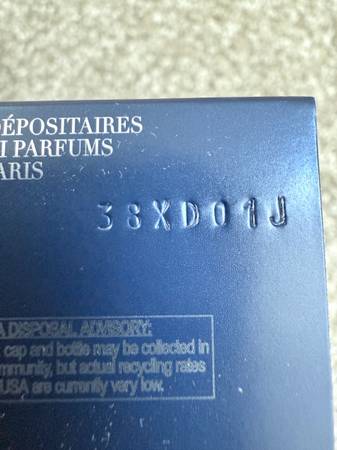 DÉPOSITAIRES
I PARFUMS
ARIS
38XD01J
A DISPOSAL ADVISORY:
cap and bottle may be collected in
mmunity, but actual recycling rates
USA are currently very low.